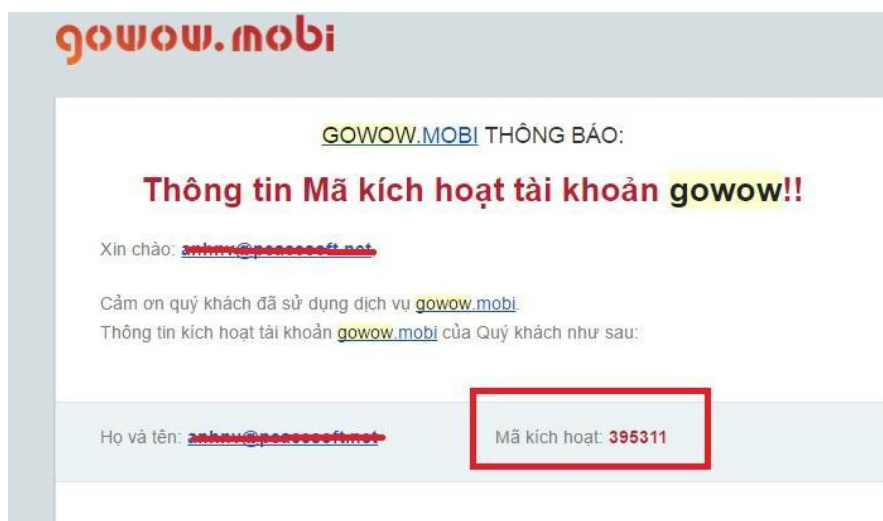 gowow.mobi
GOWOW.MOBI THÔNG BÁO:
Thông tin Mã kích hoạt tài khoản gowow!!
Xin chào:
Cảm ơn quý khách đã sử dụng dịch vụ gowow.mobi.
Thông tin kích hoạt tài khoản gowow.mobi của Quý khách như sau:
Họ và tên: Mã kích hoạt: 395311